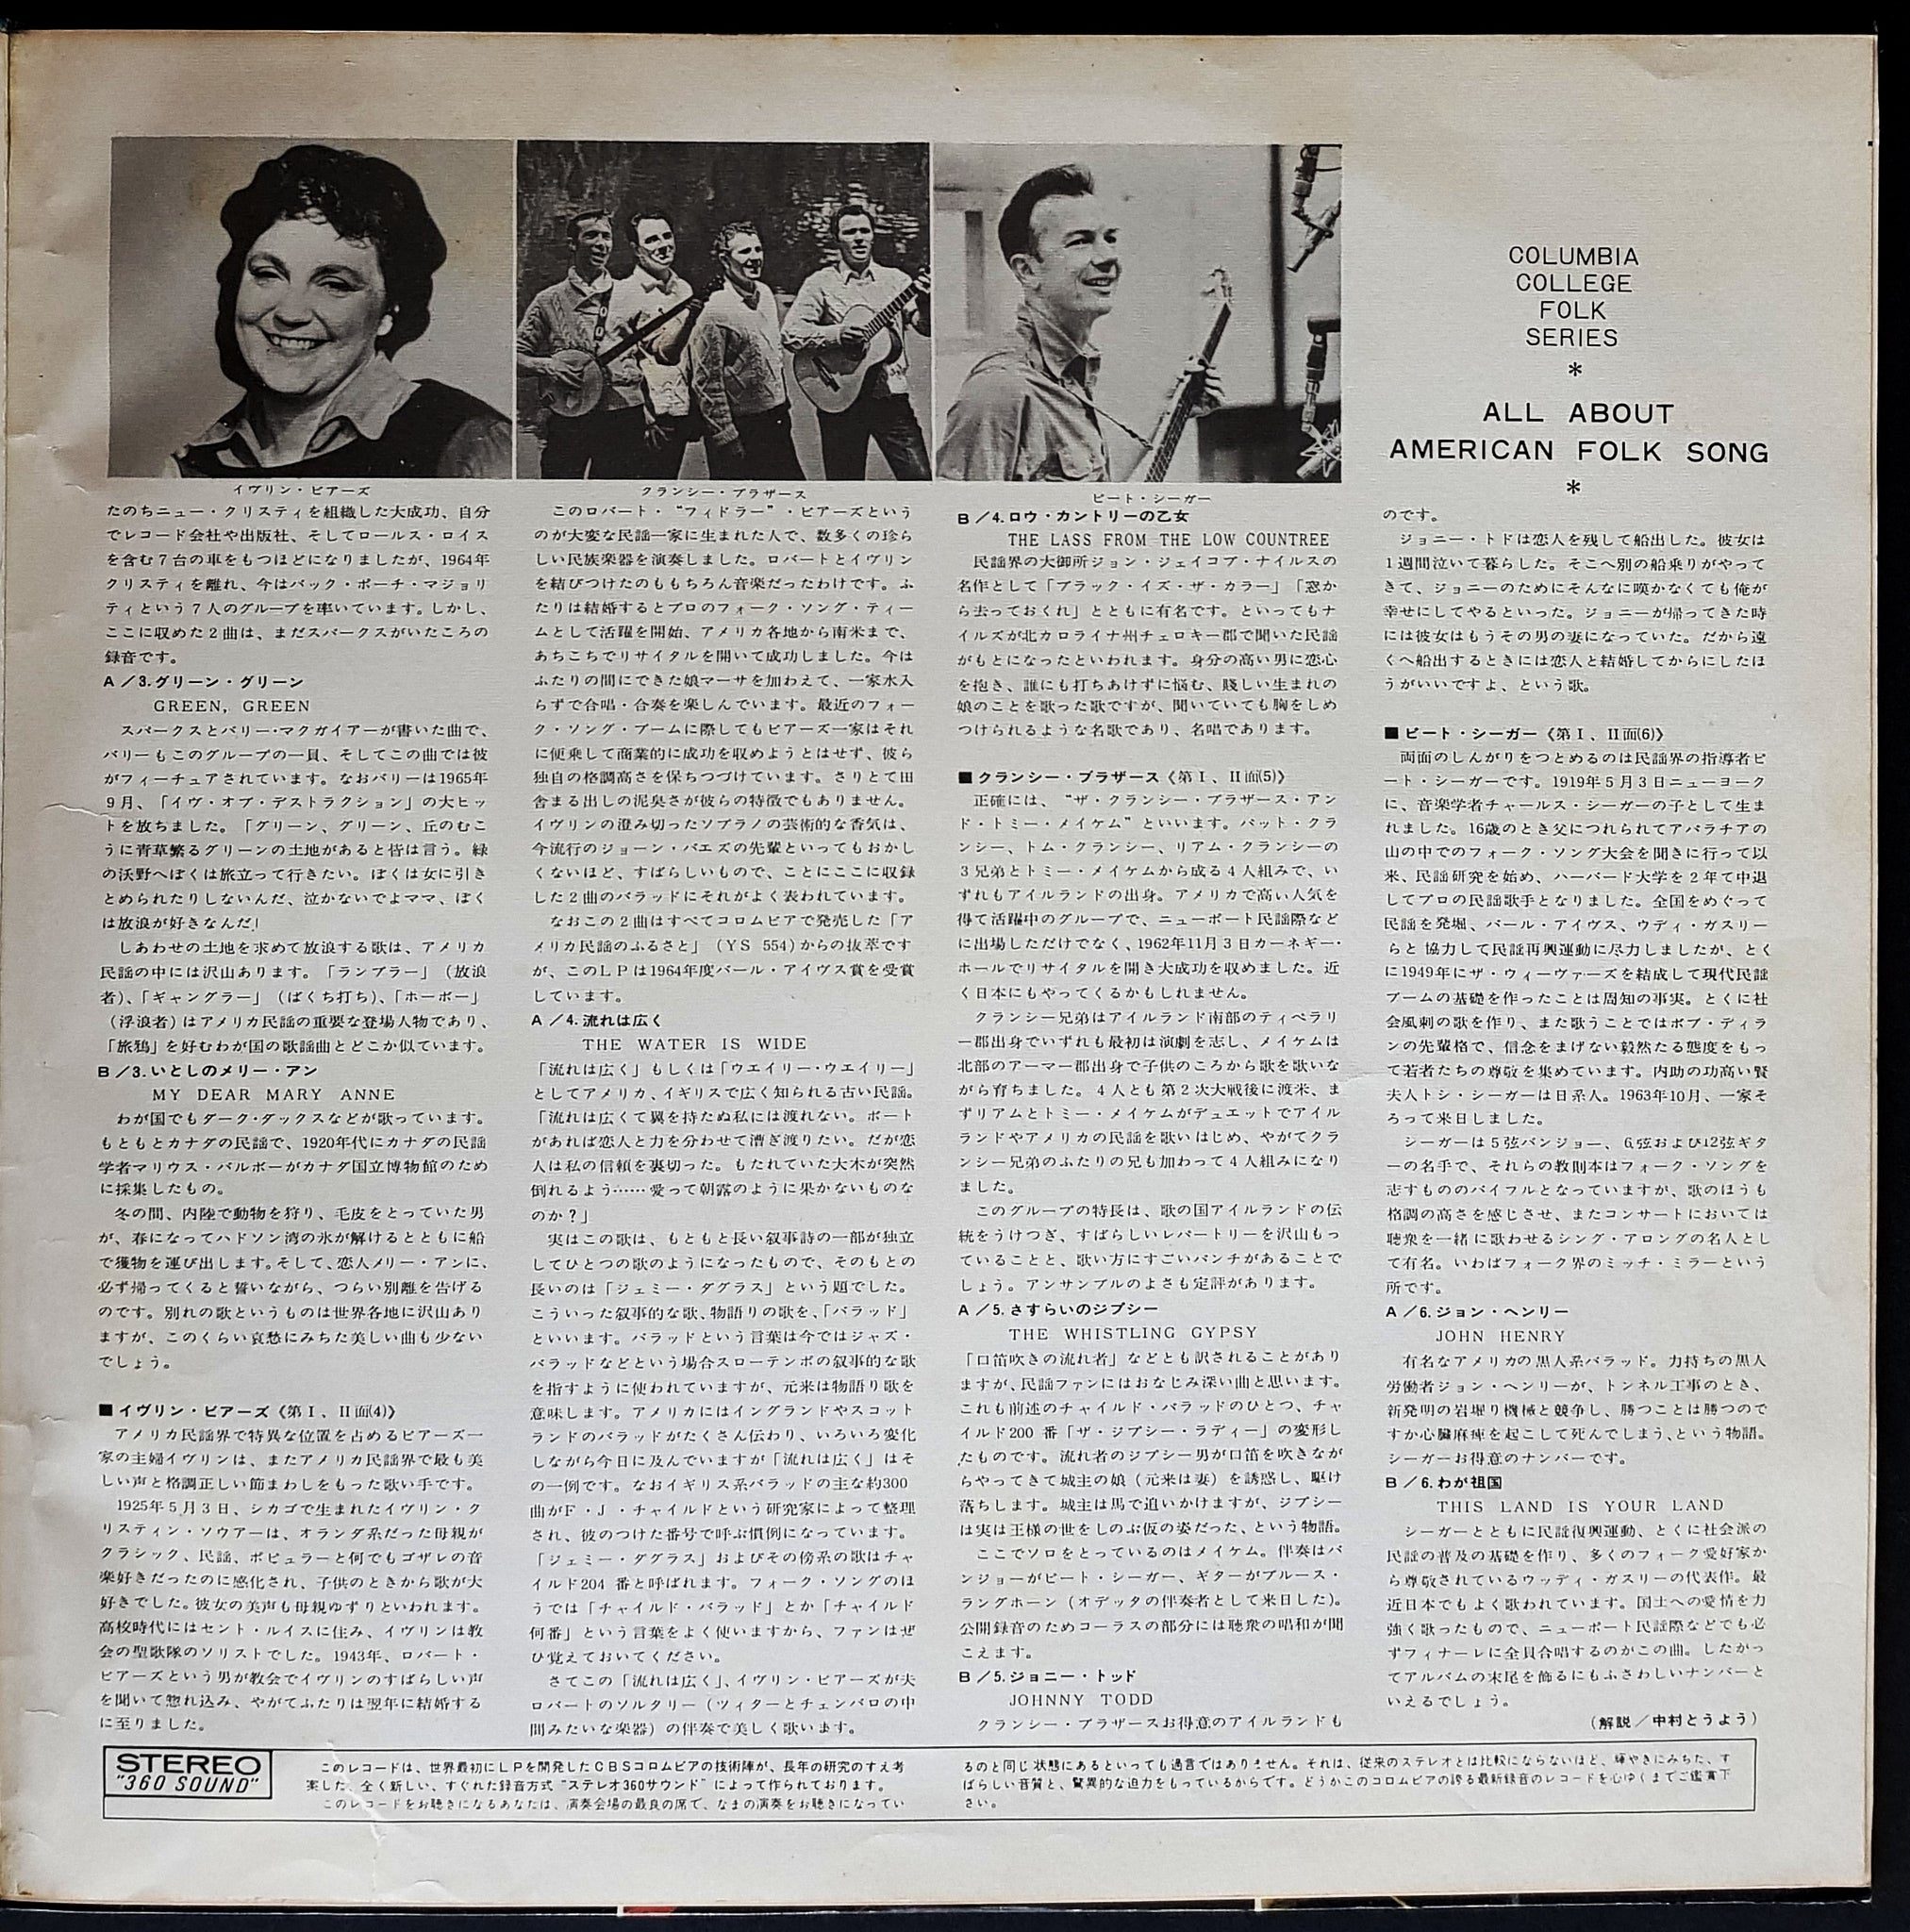 COLUMBIA
COLLEGE
FOLK
SERIES
*
ALL ABOUT
AMERICAN FOLK SONG
*
イヴリン・ピアーズ
クランシー・ブラザース
ピート・シーガー
たのちニュー・クリスティを組織した大成功、自分
でレコード会社や出版社、そしてロールス・ロイス
を含む7台の車をもつほどになりましたが、1964年
クリスティを離れ、今はバック・ポーチ・マジョリ
ティという7人のグループを率いています。しかし、
ここに収めた2曲は、まだスパークスがいたころの
録音です。
A/3.グリーン・グリーン
GREEN, GREEN
スパークスとバリー・マクガイアーが書いた曲で、
バリーもこのグループの一員、そしてこの曲では彼
がフィーチュアされています。なおバリーは1965年
9月、「イヴ・オブ・デストラクション」の大ヒッ
トを放ちました。「グリーン、グリーン、丘のむこ
うに青草繁るグリーンの土地があると皆は言う。緑
の沃野へぼくは旅立って行きたい。ぼくは女に引き
とめられたりしないんだ、泣かないでよママ、ぼく
は放浪が好きなんだ」
しあわせの土地を求めて放浪する歌は、アメリカ
民謡の中には沢山あります。「ランブラー」（放浪
者）、「ギャングラー」（ばくち打ち）、「ホーボー」
（浮浪者）はアメリカ民謡の重要な登場人物であり、
「旅鴉」を好むわが国の歌謡曲とどこか似ています。
B/3.いとしのメリー・アン
MY DEAR MARY ANNE
わが国でもダーク・ダックスなどが歌っています。
もともとカナダの民謡で、1920年代にカナダの民謡
学者マリウス・バルボーがカナダ国立博物館のため
に採集したもの。
冬の間、内陸で動物を狩り、毛皮をとっていた男
が、春になってハドソン湾の氷が解けるとともに船
で獲物を運び出します。そして、恋人メリー・アンに、
必ず帰ってくると誓いながら、つらい別離を告げる
のです。別れの歌というものは世界各地に沢山あり
ますが、このくらい哀愁にみちた美しい曲も少ない
でしょう。
■イヴリン・ピアーズ《第I、II面(4)》
アメリカ民謡界で特異な位置を占めるピアーズ一
家の主婦イヴリンは、またアメリカ民謡界で最も美
しい声と格調正しい節まわしをもった歌い手です。
1925年5月3日、シカゴで生まれたイヴリン・ク
リスティン・ソウアーは、オランダ系だった母親が
クラシック、民謡、ポピュラーと何でもゴザレの音
楽好きだったのに感化され、子供のときから歌が大
好きでした。彼女の美声も母親ゆずりといわれます。
高校時代にはセント・ルイスに住み、イヴリンは教
会の聖歌隊のソリストでした。1943年、ロバート・
ピアーズという男が教会でイヴリンのすばらしい声
を聞いて惚れ込み、やがてふたりは翌年に結婚する
に至りました。
このロバート・“フィドラー”・ピアーズという
のが大変な民謡一家に生まれた人で、数多くの珍ら
しい民族楽器を演奏しました。ロバートとイヴリン
を結びつけたのももちろん音楽だったわけです。ふ
たりは結婚するとプロのフォーク・ソング・ティー
ムとして活躍を開始、アメリカ各地から南米まで、
あちこちでリサイタルを開いて成功しました。今は
ふたりの間にできた娘マーサを加わえて、一家水入
らずで合唱・合奏を楽しんでいます。最近のフォー
ク・ソング・ブームに際してもピアーズ一家はそれ
に便乗して商業的に成功を収めようとはせず、彼ら
独自の格調高さを保ちつづけています。さりとて田
舎まる出しの泥臭さが彼らの特徴でもありません。
イヴリンの澄み切ったソプラノの芸術的な香気は、
今流行のジョーン・バエズの先輩といってもおかし
くないほど、すばらしいもので、ことにここに収録
した2曲のバラッドにそれがよく表われています。
なおこの2曲はすべてコロムビアで発売した「ア
メリカ民謡のふるさと」（YS 554）からの抜萃です
が、このLPは1964年度バール・アイヴス賞を受賞
しています。
A/4.流れは広く
THE WATER IS WIDE
「流れは広く」もしくは「ウエイリー・ウエイリー」
としてアメリカ、イギリスで広く知られる古い民謡。
「流れは広くて翼を持たぬ私には渡れない。ボート
があれば恋人と力を分わせて漕ぎ渡りたい。だが恋
人は私の信頼を裏切った。もたれていた大木が突然
倒れるよう……愛って朝露のように果かないものな
のか？」
実はこの歌は、もともと長い叙事詩の一部が独立
してひとつの歌のようになったもので、そのもとの
長いのは「ジェミー・ダグラス」という題でした。
こういった叙事的な歌、物語りの歌を、「バラッド」
といいます。バラッドという言葉は今ではジャズ・
バラッドなどという場合スローテンポの叙事的な歌
を指すように使われていますが、元来は物語り歌を
意味します。アメリカにはイングランドやスコット
ランドのバラッドがたくさん伝わり、いろいろ変化
しながら今日に及んでいますが「流れは広く」はそ
の一例です。なおイギリス系バラッドの主な約300
曲がF・J・チャイルドという研究家によって整理
され、彼のつけた番号で呼ぶ慣例になっています。
「ジェミー・ダグラス」およびその傍系の歌はチャ
イルド204 番と呼ばれます。フォーク・ソングのほ
うでは「チャイルド・バラッド」とか「チャイルド
何番」という言葉をよく使いますから、ファンはぜ
ひ覚えておいてください。
さてこの「流れは広く」、イヴリン・ピアーズが夫
ロバートのソルタリー（ツィターとチェンバロの中
間みたいな楽器）の伴奏で美しく歌います。
B/4.ロウ・カントリーの乙女
THE LASS FROM THE LOW COUNTREE
民謡界の大御所ジョン・ジェイコブ・ナイルスの
名作として「ブラック・イズ・ザ・カラー」「窓か
ら去っておくれ」とともに有名です。といってもナ
イルズが北カロライナ州チェロキー郡で聞いた民謡
がもとになったといわれます。身分の高い男に恋心
を抱き、誰にも打ちあけずに悩む、賤しい生まれの
娘のことを歌った歌ですが、聞いていても胸をしめ
つけられるような名歌であり、名唱であります。
■クランシー・ブラザース《第I、II面(5)》
正確には、“ザ・クランシー・ブラザース・アン
ド・トミー・メイケム”といいます。パット・クラ
ンシー、トム・クランシー、リアム・クランシーの
3兄弟とトミー・メイケムから成る4人組みで、い
ずれもアイルランドの出身。アメリカで高い人気を
得て活躍中のグループで、ニューポート民謡際など
に出場しただけでなく、1962年11月3日カーネギー・
ホールでリサイタルを開き大成功を収めました。近
く日本にもやってくるかもしれません。
クランシー兄弟はアイルランド南部のティペラリ
ー郡出身でいずれも最初は演劇を志し、メイケムは
北部のアーマー郡出身で子供のころから歌を歌いな
がら育ちました。4人とも第2次大戦後に渡米、ま
ずリアムとトミー・メイケムがデュエットでアイル
ランドやアメリカの民謡を歌いはじめ、やがてクラ
ンシー兄弟のふたりの兄も加わって4人組みになり
ました。
このグループの特長は、歌の国アイルランドの伝
統をうけつぎ、すばらしいレパートリーを沢山もっ
ていることと、歌い方にすごいパンチがあることで
しょう。アンサンブルのよさも定評があります。
A/5.さすらいのジプシー
THE WHISTLING GYPSY
「口笛吹きの流れ者」などとも訳されることがあり
ますが、民謡ファンにはおなじみ深い曲と思います。
これも前述のチャイルド・バラッドのひとつ、チャ
イルド200 番「ザ・ジプシー・ラディー」の変形し
たものです。流れ者のジプシー男が口笛を吹きなが
らやってきて城主の娘（元来は妻）を誘惑し、駆け
落ちします。城主は馬で追いかけますが、ジプシー
は実は王様の世をしのぶ仮の姿だった、という物語。
ここでソロをとっているのはメイケム。伴奏はバ
ンジョーがピート・シーガー、ギターがブルース・
ラングホーン（オデッタの伴奏者として来日した）。
公開録音のためコーラスの部分には聴衆の唱和が聞
こえます。
B/5.ジョニー・トッド
JOHNNY TODD
クランシー・ブラザースお得意のアイルランドも
のです。
ジョニー・トドは恋人を残して船出した。彼女は
1週間泣いて暮らした。そこへ別の船乗りがやって
きて、ジョニーのためにそんなに嘆かなくても俺が
幸せにしてやるといった。ジョニーが帰ってきた時
には彼女はもうその男の妻になっていた。だから遠
くへ船出するときには恋人と結婚してからにしたほ
うがいいですよ、という歌。
■ピート・シーガー《第I、II面(6)》
両面のしんがりをつとめるのは民謡界の指導者ピ
ート・シーガーです。1919年5月3日ニューヨーク
に、音楽学者チャールス・シーガーの子として生ま
れました。16歳のとき父につれられてアパラチアの
山の中でのフォーク・ソング大会を聞きに行って以
来、民謡研究を始め、ハーバード大学を2年で中退
してプロの民謡歌手となりました。全国をめぐって
民謡を発掘、バール・アイヴス、ウディ・ガスリー
らと協力して民謡再興運動に尽力しましたが、とく
に1949年にザ・ウィーヴァーズを結成して現代民謡
ブームの基礎を作ったことは周知の事実。とくに社
会風刺の歌を作り、また歌うことではボブ・ディラ
ンの先輩格で、信念をまげない毅然たる態度をもっ
て若者たちの尊敬を集めています。内助の功高い賢
夫人トシ・シーガーは日系人。1963年10月、一家そ
ろって来日しました。
シーガーは5弦バンジョー、6弦および12弦ギタ
ーの名手で、それらの教則本はフォーク・ソングを
志すもののバイブルとなっていますが、歌のほうも
格調の高さを感じさせ、またコンサートにおいては
聴衆を一緒に歌わせるシング・アロングの名人とし
て有名。いわばフォーク界のミッチ・ミラーという
所です。
A/6.ジョン・ヘンリー
JOHN HENRY
有名なアメリカの黒人系バラッド。力持ちの黒人
労働者ジョン・ヘンリーが、トンネル工事のとき、
新発明の岩堀り機械と競争し、勝つことは勝つので
すが心臓麻痺を起こして死んでしまう、という物語。
シーガーお得意のナンバーです。
B/6.わが祖国
THIS LAND IS YOUR LAND
シーガーとともに民謡復興運動、とくに社会派の
民謡の普及の基礎を作り、多くのフォーク愛好家か
ら尊敬されているウッディ・ガスリーの代表作。最
近日本でもよく歌われています。国士への愛情を力
強く歌ったもので、ニューポート民謡際などでも必
ずフィナーレに全員合唱するのがこの曲。したがっ
てアルバムの末尾を飾るにもふさわしいナンバーと
いえるでしょう。
（解説／中村とうよう）
STEREO
"360 SOUND"
このレコードは、世界最初にLPを開発したCBSコロムビアの技術陣が、長年の研究のすえ考
案した、全く新しい、すぐれた録音方式“ステレオ360サウンド”によって作られております。
このレコードをお聴きになるあなたは、演奏会場の最良の席で、なまの演奏をお聴きになってい
るのと同じ状態にあるといっても過言ではありません。それは、従来のステレオとは比較にならないほど、輝やきにみちた、す
ばらしい音質と、驚異的な迫力をもっているからです。どうかこのコロムビアの誇る最新録音のレコードを心ゆくまでご鑑賞下
さい。